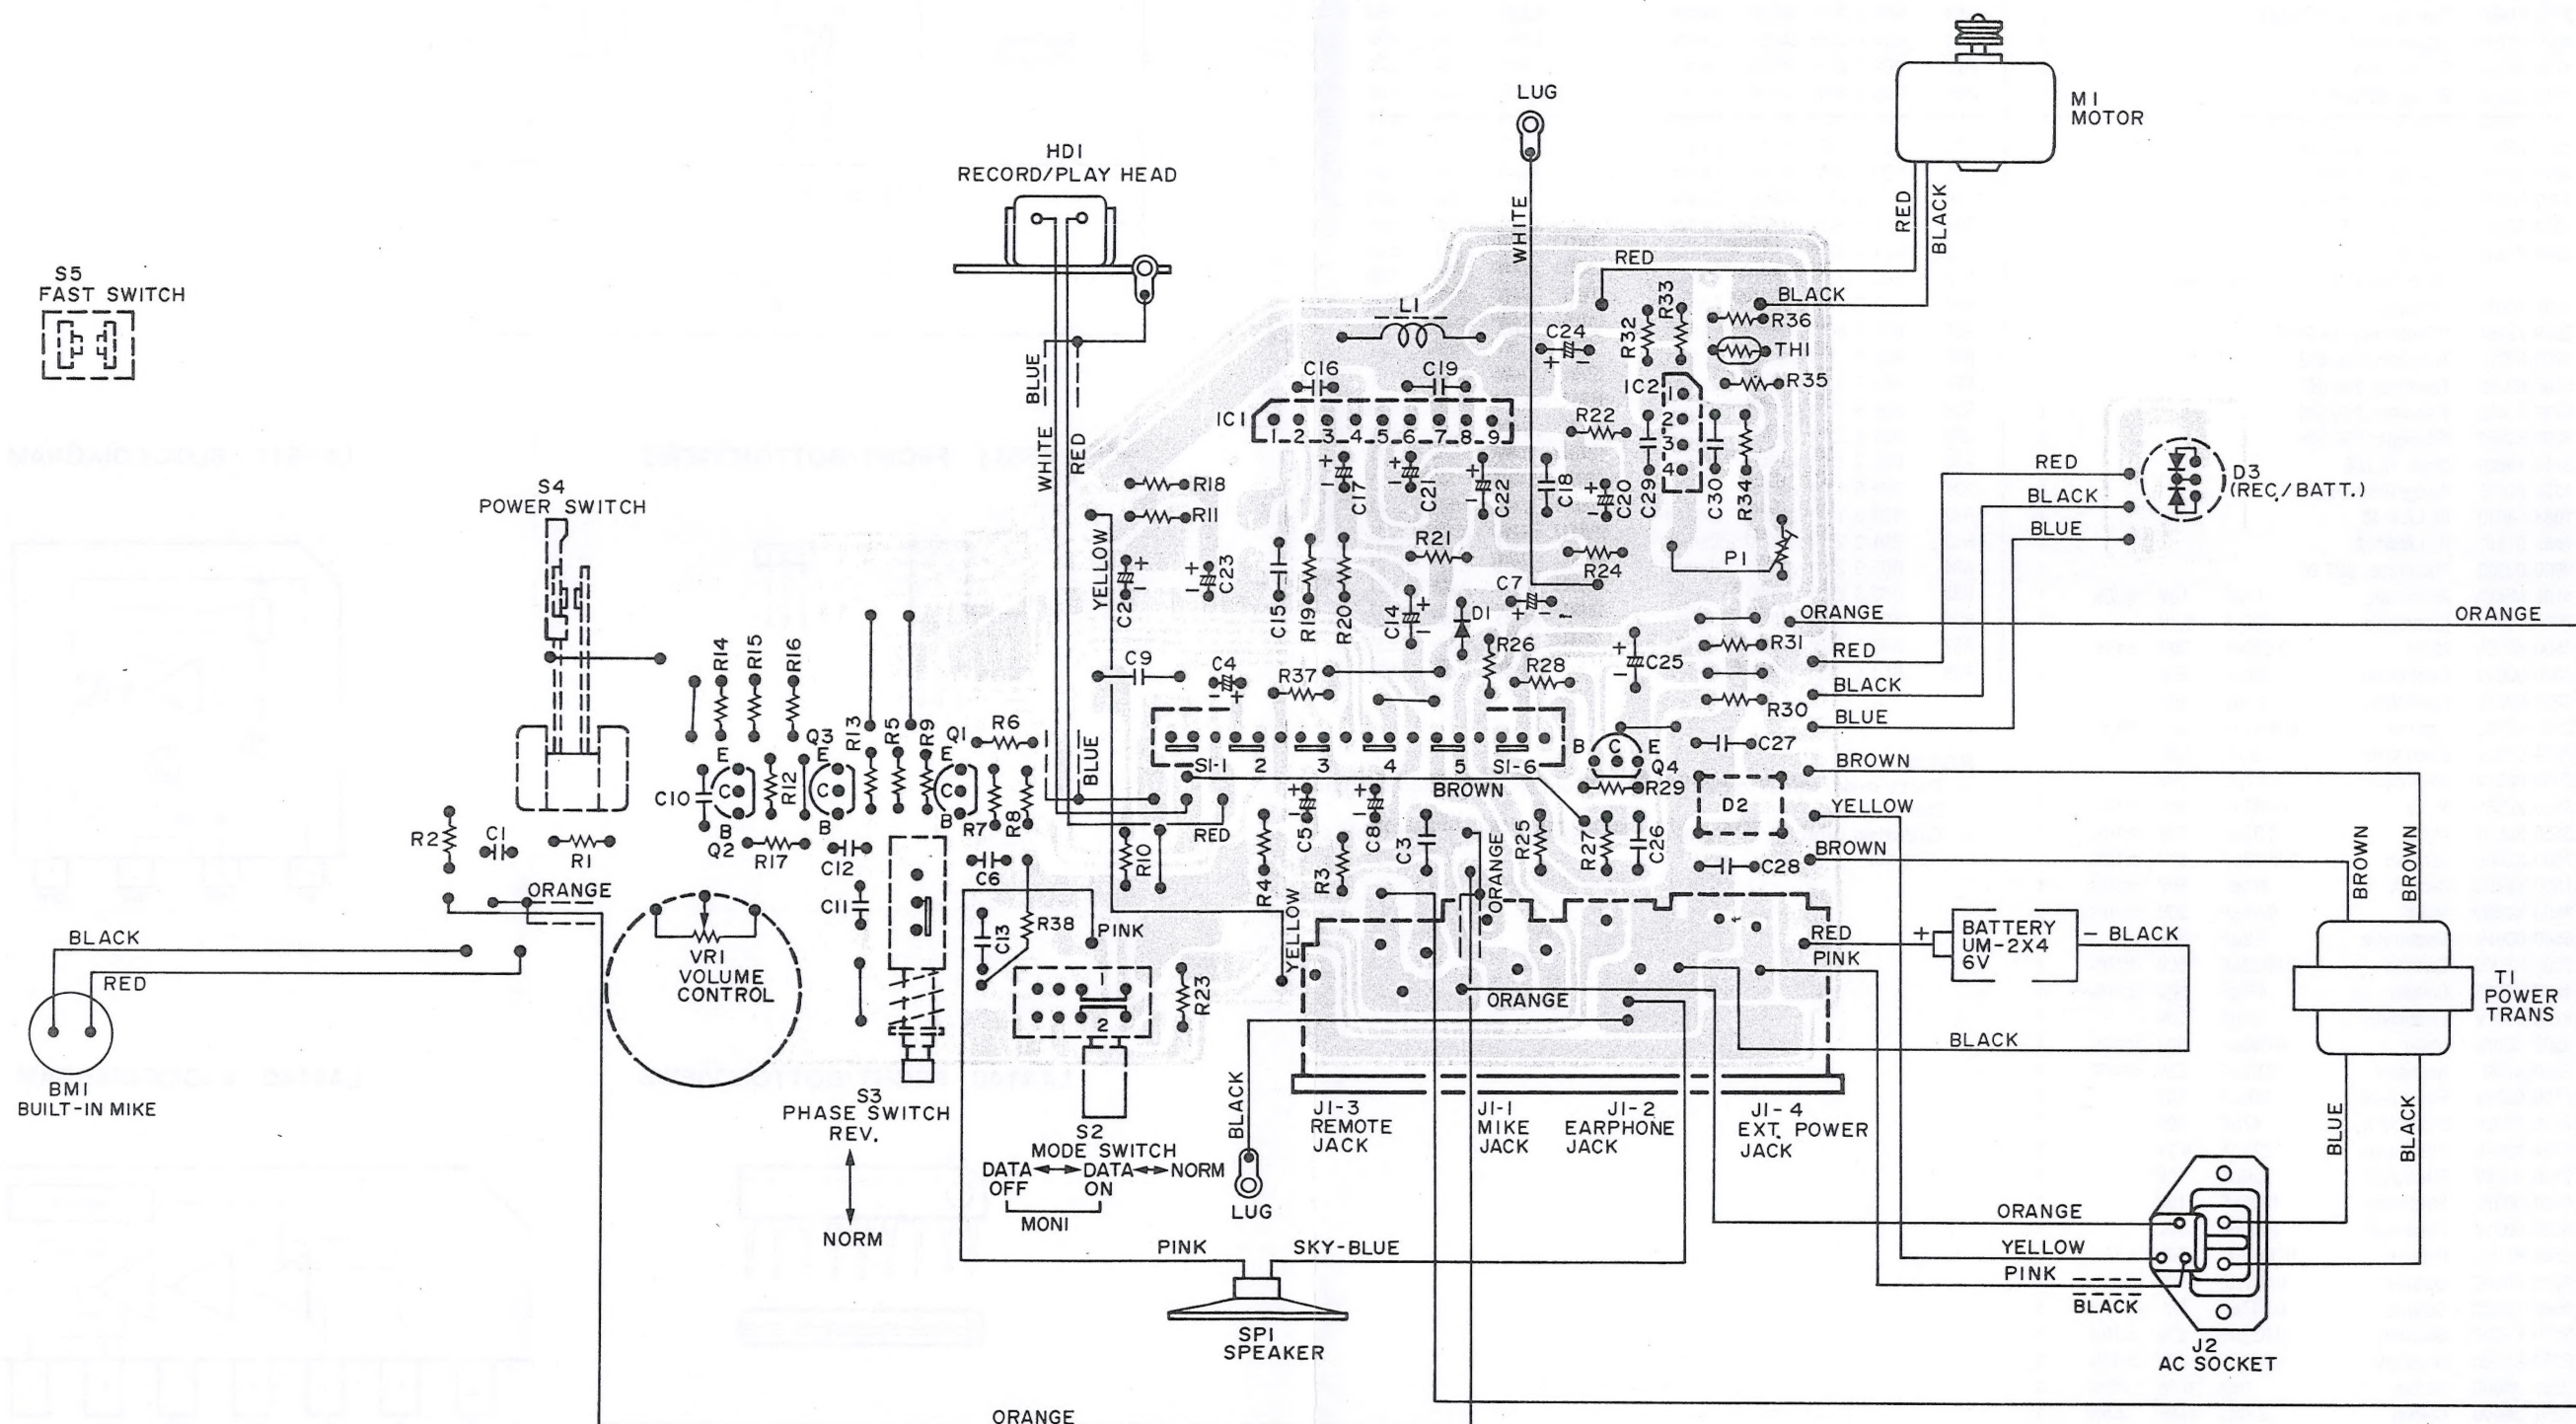 LUG
M1
MOTOR
HD1
RECORD/PLAY HEAD
RED
BLACK
WHITE
S5
FAST SWITCH
RED
BLACK
L1
C24
R32
R33
R36
TH1
R35
BLUE
C16
C19
IC2
1
2
3
4
IC1
1 2 3 4 5 6 7 8 9
R22
WHITE
RED
S4
POWER SWITCH
R18
R11
C17
C21
C22
C18
C20
C29
C30
R34
RED
BLACK
BLUE
D3
(REC./BATT.)
YELLOW
C2
C23
C15
R19
R20
R21
R24
P1
C7
C14
D1
ORANGE
ORANGE
R14
R15
R16
C9
C4
R37
R26
R28
C25
R31
RED
BLACK
R30
BLUE
Q3
R13
R5
R9
Q1
R6
E
E
E
C
C
C
B
B
B
C10
R12
Q2
R17
R7
R8
BLUE
S1-1 2 3 4 5 S1-6
B C E
Q4
C27
BROWN
BROWN
R29
D2
YELLOW
R2
C1
R1
C12
C6
R10
RED
R4
C5
C8
R3
C3
ORANGE
R25
R27
C26
C28
BROWN
BROWN
BROWN
ORANGE
C11
C13
R38
PINK
YELLOW
RED
PINK
+
BATTERY
UM-2X4
6V
- BLACK
BLACK
RED
VR1
VOLUME
CONTROL
1
2
R23
ORANGE
BLACK
T1
POWER
TRANS
BM1
BUILT-IN MIKE
S3
PHASE SWITCH
REV.
NORM
S2
MODE SWITCH
DATA DATA NORM
OFF ON
MONI
BLACK
LUG
J1-3
REMOTE
JACK
J1-1
MIKE
JACK
J1-2
EARPHONE
JACK
J1-4
EXT. POWER
JACK
BLUE
BLACK
ORANGE
YELLOW
PINK
BLACK
PINK
SKY-BLUE
SP1
SPEAKER
J2
AC SOCKET
ORANGE